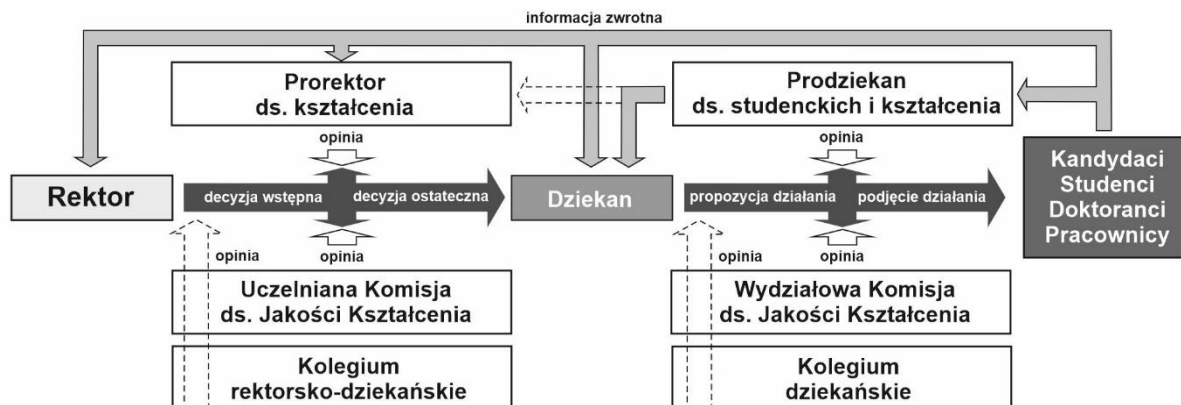 informacja zwrotna
Prorektor
ds. kształcenia
Prodziekan
ds. studenckich i kształcenia
opinia
opinia
Rektor
decyzja wstępna
decyzja ostateczna
Dziekan
propozycja działania
podjęcie działania
Kandydaci
Studenci
Doktoranci
Pracownicy
opinia
opinia
opinia
opinia
Uczelniana Komisja
ds. Jakości Kształcenia
Wydziałowa Komisja
ds. Jakości Kształcenia
Kolegium
rektorsko-dziekańskie
Kolegium
dziekańskie